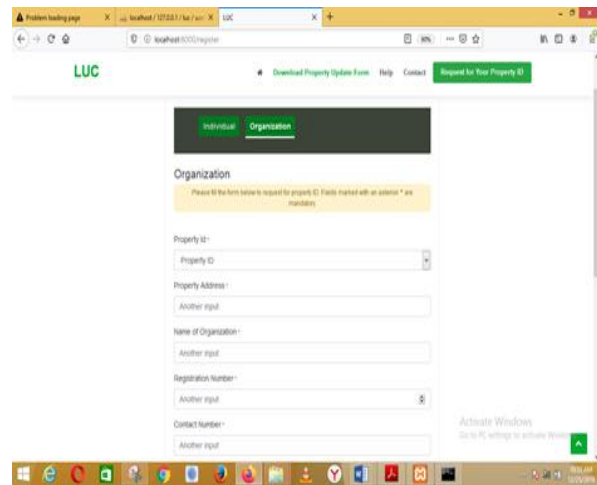 Problem loading page
localhost / 127.0.0.1 / luc /
LUC
localhost:8000/register
80%
LUC
Download Property Update Form Help Contact Request for Your Property ID
Individual Organization
Organization
Please fill the form below to request for property ID. Fields marked with an asterisk * are
mandatory
Property Id *
Property ID
Property Address *
Another input
Name of Organization *
Another input
Registration Number *
Another input
Contact Number *
Another input
Activate Windows
Go to PC settings to activate Windows